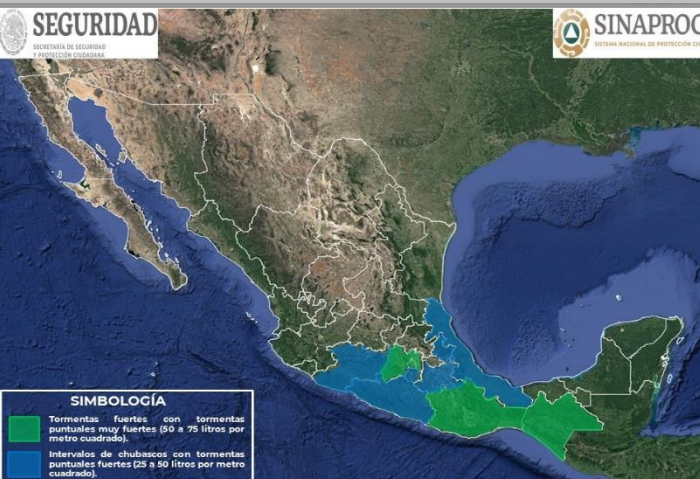 SEGURIDAD
SECRETARÍA DE SEGURIDAD
Y PROTECCIÓN CIUDADANA
SINAPROC
SISTEMA NACIONAL DE PROTECCIÓN CIV
SIMBOLOGÍA
Tormentas fuertes con tormentas
puntuales muy fuertes (50 a 75 litros por
metro cuadrado).
Intervalos de chubascos con tormentas
puntuales fuertes (25 a 50 litros por metro
cuadrado).